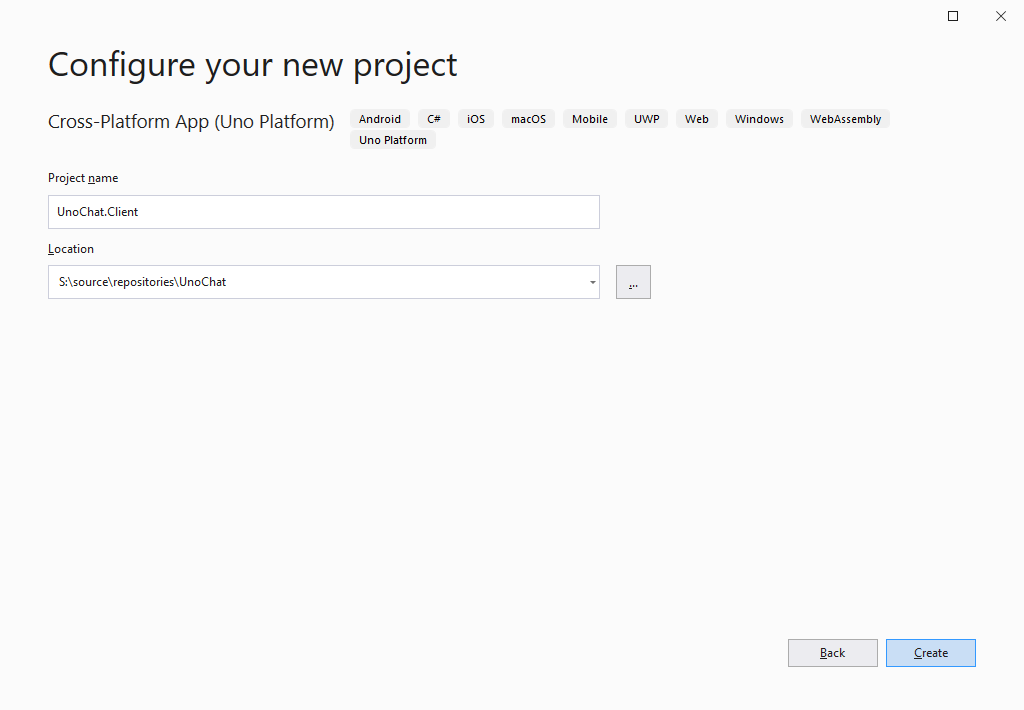 Configure your new project
Cross-Platform App (Uno Platform) Android C# iOS macOS Mobile UWP Web Windows WebAssembly
Uno Platform
Project name
UnoChat.Client
Location
S:\source\repositories\UnoChat
...
Back Create